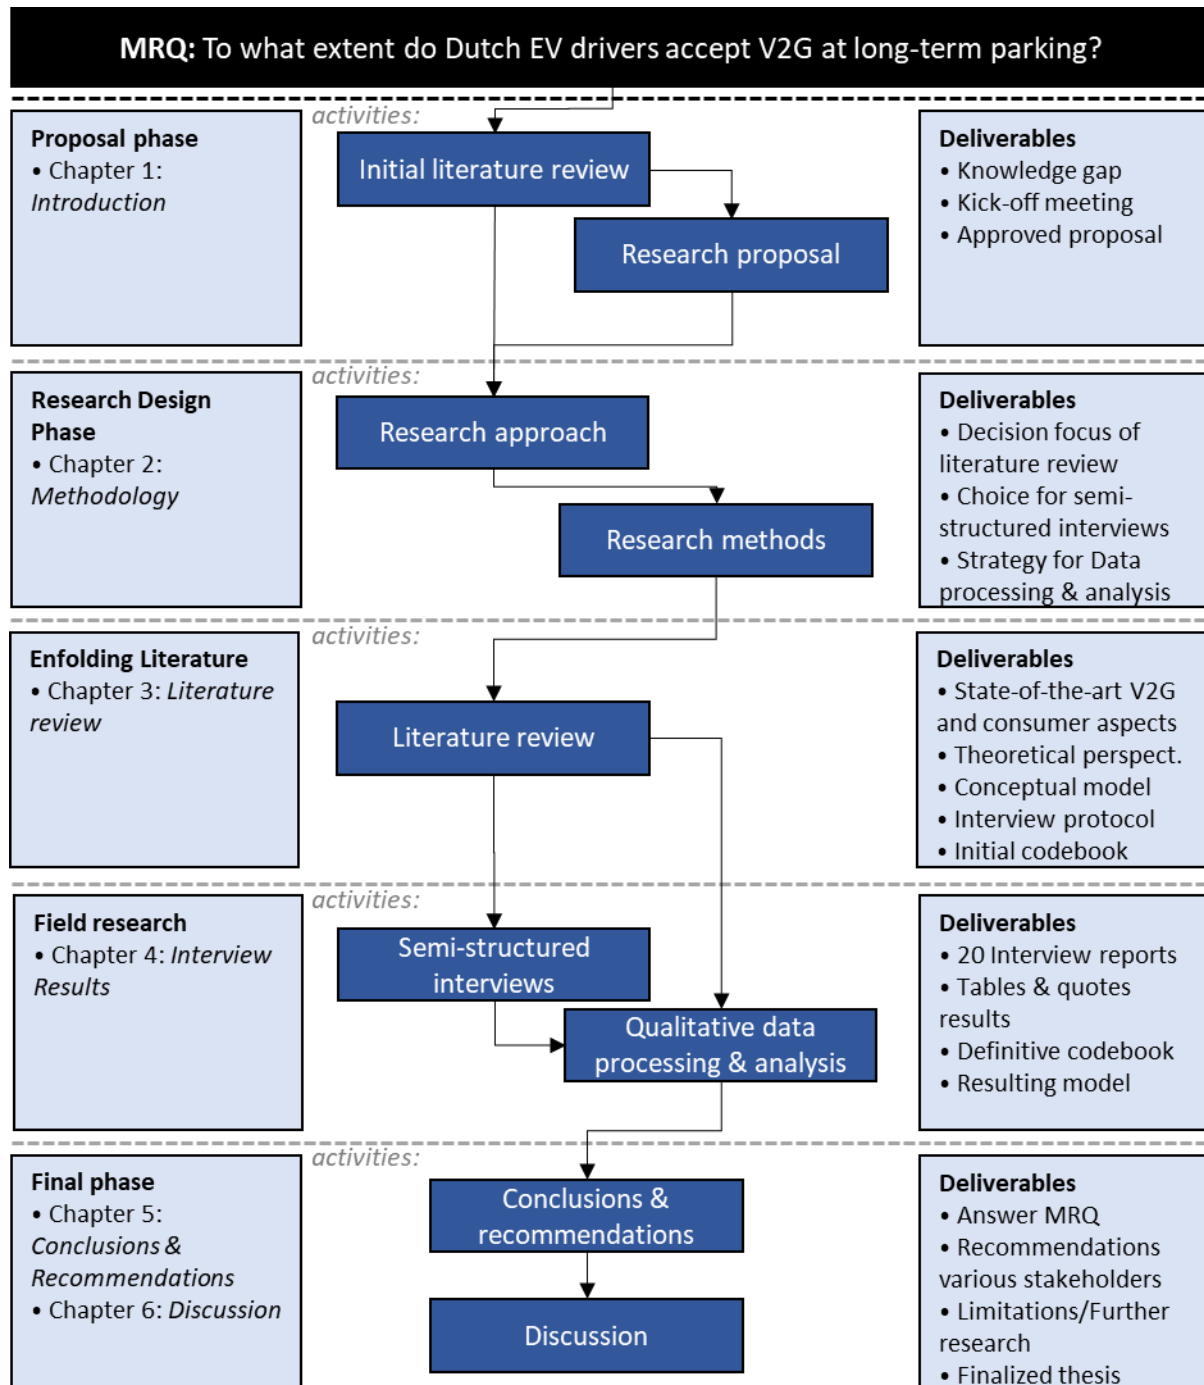 MRQ: To what extent do Dutch EV drivers accept V2G at long-term parking?
Proposal phase
• Chapter 1:
Introduction
activities:
Initial literature review
Research proposal
Deliverables
• Knowledge gap
• Kick-off meeting
• Approved proposal
Research Design
Phase
• Chapter 2:
Methodology
activities:
Research approach
Research methods
Deliverables
• Decision focus of
literature review
• Choice for semi-
structured interviews
• Strategy for Data
processing & analysis
Enfolding Literature
• Chapter 3: Literature
review
activities:
Literature review
Deliverables
• State-of-the-art V2G
and consumer aspects
• Theoretical perspect.
• Conceptual model
• Interview protocol
• Initial codebook
Field research
• Chapter 4: Interview
Results
activities:
Semi-structured
interviews
Qualitative data
processing & analysis
Deliverables
• 20 Interview reports
• Tables & quotes
results
• Definitive codebook
• Resulting model
Final phase
• Chapter 5:
Conclusions &
Recommendations
• Chapter 6: Discussion
activities:
Conclusions &
recommendations
Discussion
Deliverables
• Answer MRQ
• Recommendations
various stakeholders
• Limitations/Further
research
• Finalized thesis